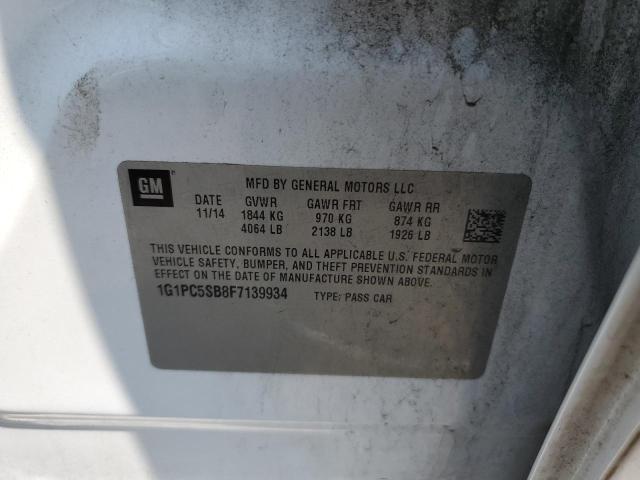 GM
MFD BY GENERAL MOTORS LLC
DATE GVWR GAWR FRT GAWR RR
11/14 1844 KG 970 KG 874 KG
4064 LB 2138 LB 1926 LB
THIS VEHICLE CONFORMS TO ALL APPLICABLE U.S. FEDERAL MOTOR
VEHICLE SAFETY, BUMPER, AND THEFT PREVENTION STANDARDS IN
EFFECT ON THE DATE OF MANUFACTURE SHOWN ABOVE.
1G1PC5SB8F7139934 TYPE: PASS CAR